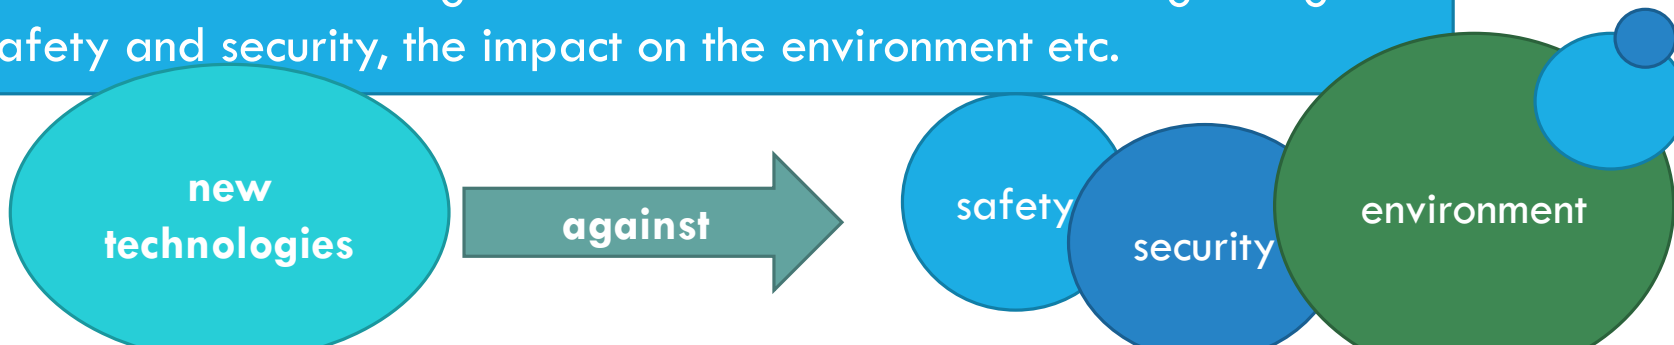 afety and security, the impact on the environment etc.
new
technologies
against
safety
security
environment